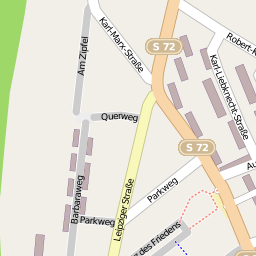 Karl-Marx-Straße
S 72
Robert-K
Am Zipfel
Karl-Liebknecht-Straße
Querweg
S 72
Au
Barbaraweg
Leipziger Straße
Parkweg
Parkweg
des Friedens